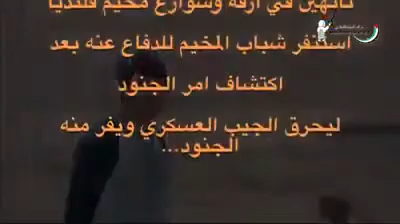 تائهين في ازقة وشوارع مخيم قلنديا
استنفر شباب المخيم للدفاع عنه بعد
اكتشاف امر الجنود
ليحرق الجيب العسكري ويفر منه
الجنود...